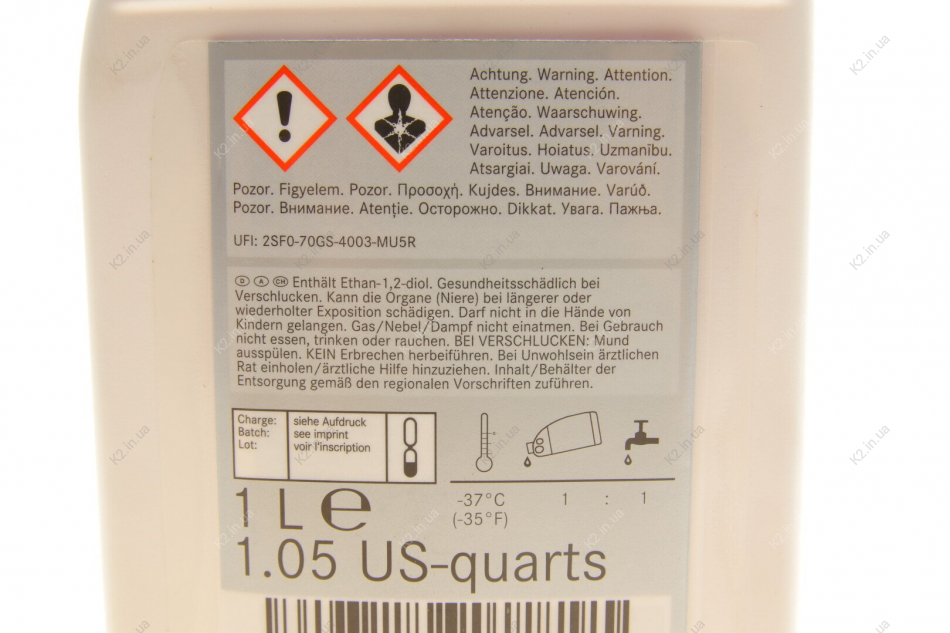 Achtung. Warning. Attention.
Attenzione. Atención.
Atenção. Waarschuwing.
Advarsel. Advarsel. Varning.
Varoitus. Hoiatus. Uzmanību.
Atsargiai. Uwaga. Varování.
Pozor. Figyelem. Pozor. Προσοχή. Kujdes. Внимание. Varúð.
Pozor. Внимание. Atenţie. Осторожно. Dikkat. Увага. Пажња.
UFI: 2SF0-70GS-4003-MU5R
D A CH Enthält Ethan-1,2-diol. Gesundheitsschädlich bei
Verschlucken. Kann die Organe (Niere) bei längerer oder
wiederholter Exposition schädigen. Darf nicht in die Hände von
Kindern gelangen. Gas/Nebel/Dampf nicht einatmen. Bei Gebrauch
nicht essen, trinken oder rauchen. BEI VERSCHLUCKEN: Mund
ausspülen. KEIN Erbrechen herbeiführen. Bei Unwohlsein ärztlichen
Rat einholen/ärztliche Hilfe hinzuziehen. Inhalt/Behälter der
Entsorgung gemäß den regionalen Vorschriften zuführen.
Charge: siehe Aufdruck
Batch: see imprint
Lot: voir l'inscription
-37°C 1 : 1
(-35°F)
1 L e
1.05 US-quarts
K2.in.ua